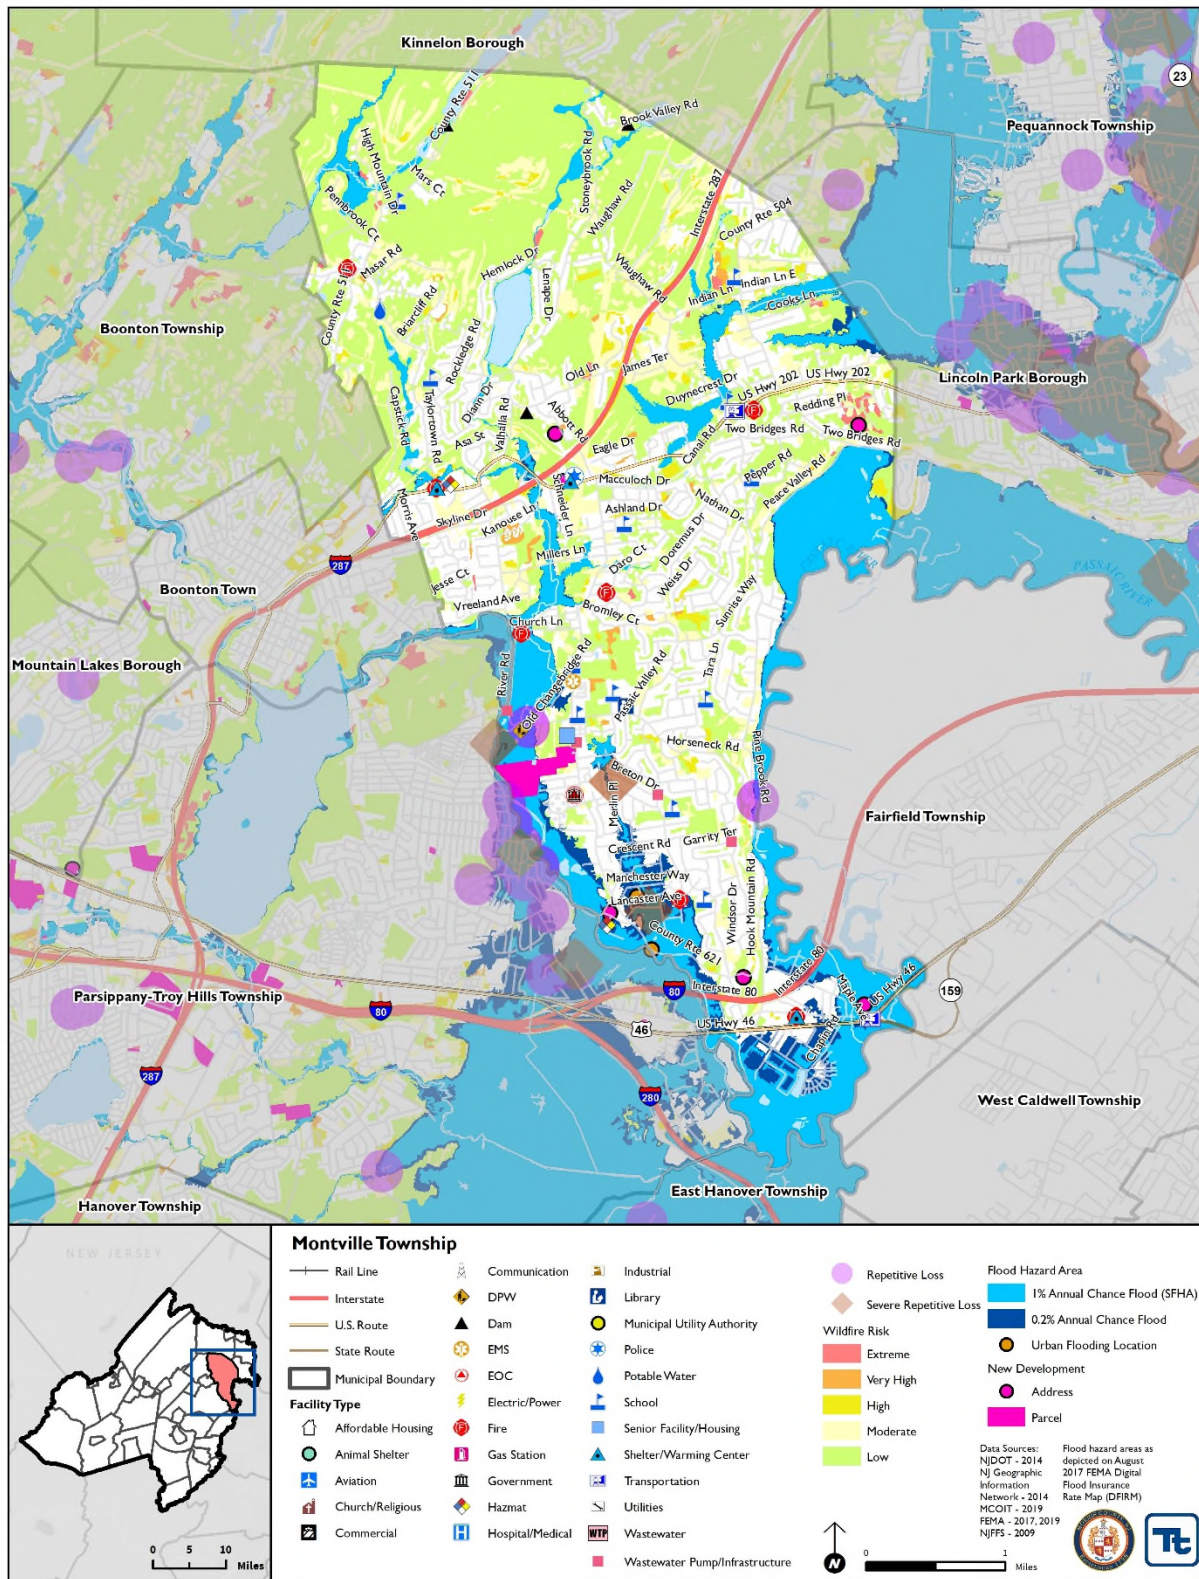 Kinnelon Borough
County Rte 511
23
Brook Valley Rd
Pequannock Township
High Mountain Dr
Mars Ct
Stoneybrook Rd
Interstate 287
Pennbrook Ct
Waughaw Rd
County Rte 504
Masar Rd
Hemlock Dr
Waughaw Rd
Indian Ln E
Indian Ln
Cooks Ln
County Rte 511
Briarcliff Rd
Lenape Dr
Boonton Township
Rockledge Rd
James Ter
Old Ln
Duynecrest Dr
US Hwy 202
US Hwy 202
Lincoln Park Borough
Capstick Rd
Taylortown Rd
Diann Dr
Valhalla Rd
Abbott Rd
Redding Pl
Asa St
Eagle Dr
Canal Rd
Two Bridges Rd
Two Bridges Rd
Schneider Ln
Macculoch Dr
Pepper Rd
Peace Valley Rd
Morris Ave
Skyline Dr
Kanouse Ln
Ashland Dr
Nathan Dr
Millers Ln
Daro Ct
Doremus Dr
287
PASSAIC RIVER
PASSAIC RIVER
Jesse Ct
Weiss Dr
Boonton Town
Vreeland Ave
Bromley Ct
Sunrise Way
Church Ln
Mountain Lakes Borough
River Rd
Old Changebridge Rd
Passaic Valley Rd
Tara Ln
Horseneck Rd
Pine Brook Rd
Breton Dr
Merlin Pl
Fairfield Township
Crescent Rd
Garrity Ter
Manchester Way
Lancaster Ave
Windsor Dr
Hook Mountain Rd
County Rte 621
Interstate 80
Interstate 80
Parsippany-Troy Hills Township
80
80
Maple Ave
US Hwy 46
159
46
US Hwy 46
Chapin Rd
287
280
West Caldwell Township
Hanover Township
East Hanover Township
NEW JERSEY
0 5 10
Miles
Montville Township
Rail Line
Interstate
U.S. Route
State Route
Municipal Boundary
Facility Type
Affordable Housing
Animal Shelter
Aviation
Church/Religious
Commercial
Communication
DPW
Dam
EMS
EOC
Electric/Power
Fire
Gas Station
Government
Hazmat
Hospital/Medical
Industrial
Library
Municipal Utility Authority
Police
Potable Water
School
Senior Facility/Housing
Shelter/Warming Center
Transportation
Utilities
WTP Wastewater
Wastewater Pump/Infrastructure
Repetitive Loss
Severe Repetitive Loss
Wildfire Risk
Extreme
Very High
High
Moderate
Low
Flood Hazard Area
1% Annual Chance Flood (SFHA)
0.2% Annual Chance Flood
Urban Flooding Location
New Development
Address
Parcel
Data Sources:
NJDOT - 2014
NJ Geographic
Information
Network - 2014
MCOIT - 2019
FEMA - 2017, 2019
NJFFS - 2009
Flood hazard areas as
depicted on August
2017 FEMA Digital
Flood Insurance
Rate Map (DFIRM)
N
0 1
Miles
Tt